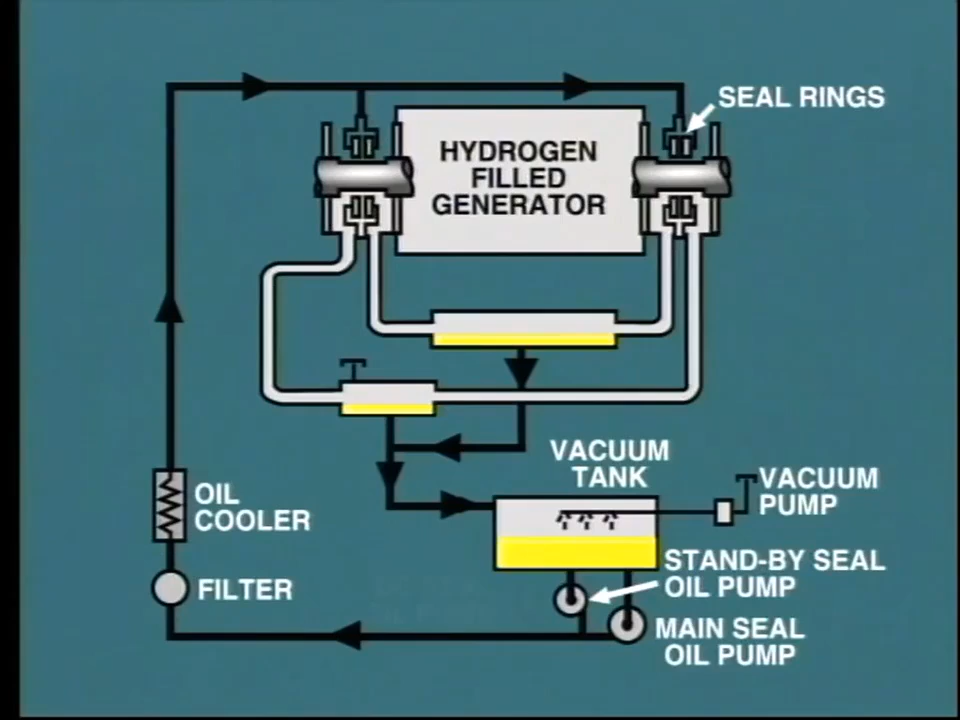 SEAL RINGS
HYDROGEN
FILLED
GENERATOR
VACUUM
TANK
VACUUM
PUMP
OIL
COOLER
STAND-BY SEAL
OIL PUMP
FILTER
MAIN SEAL
OIL PUMP